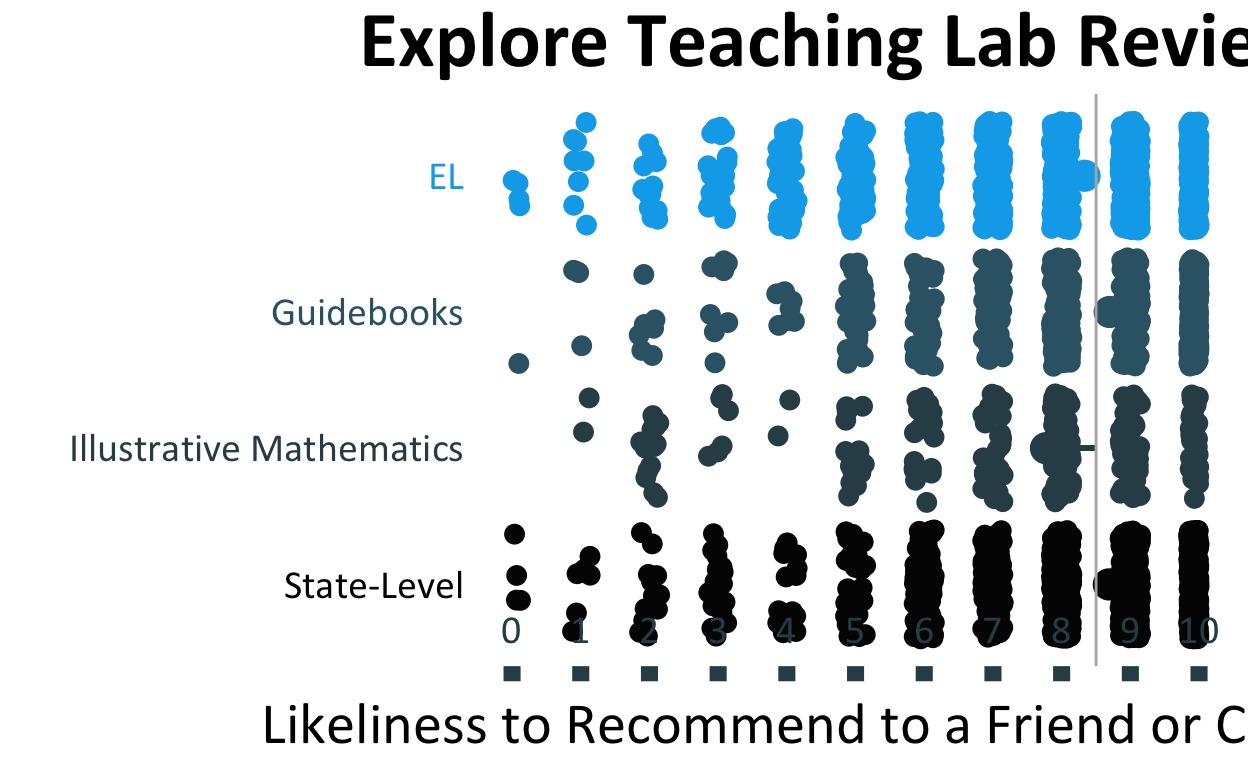 Explore Teaching Lab Revie
EL
Guidebooks
Illustrative Mathematics
State-Level
0 1 2 3 4 5 6 7 8 9 10
Likeliness to Recommend to a Friend or C